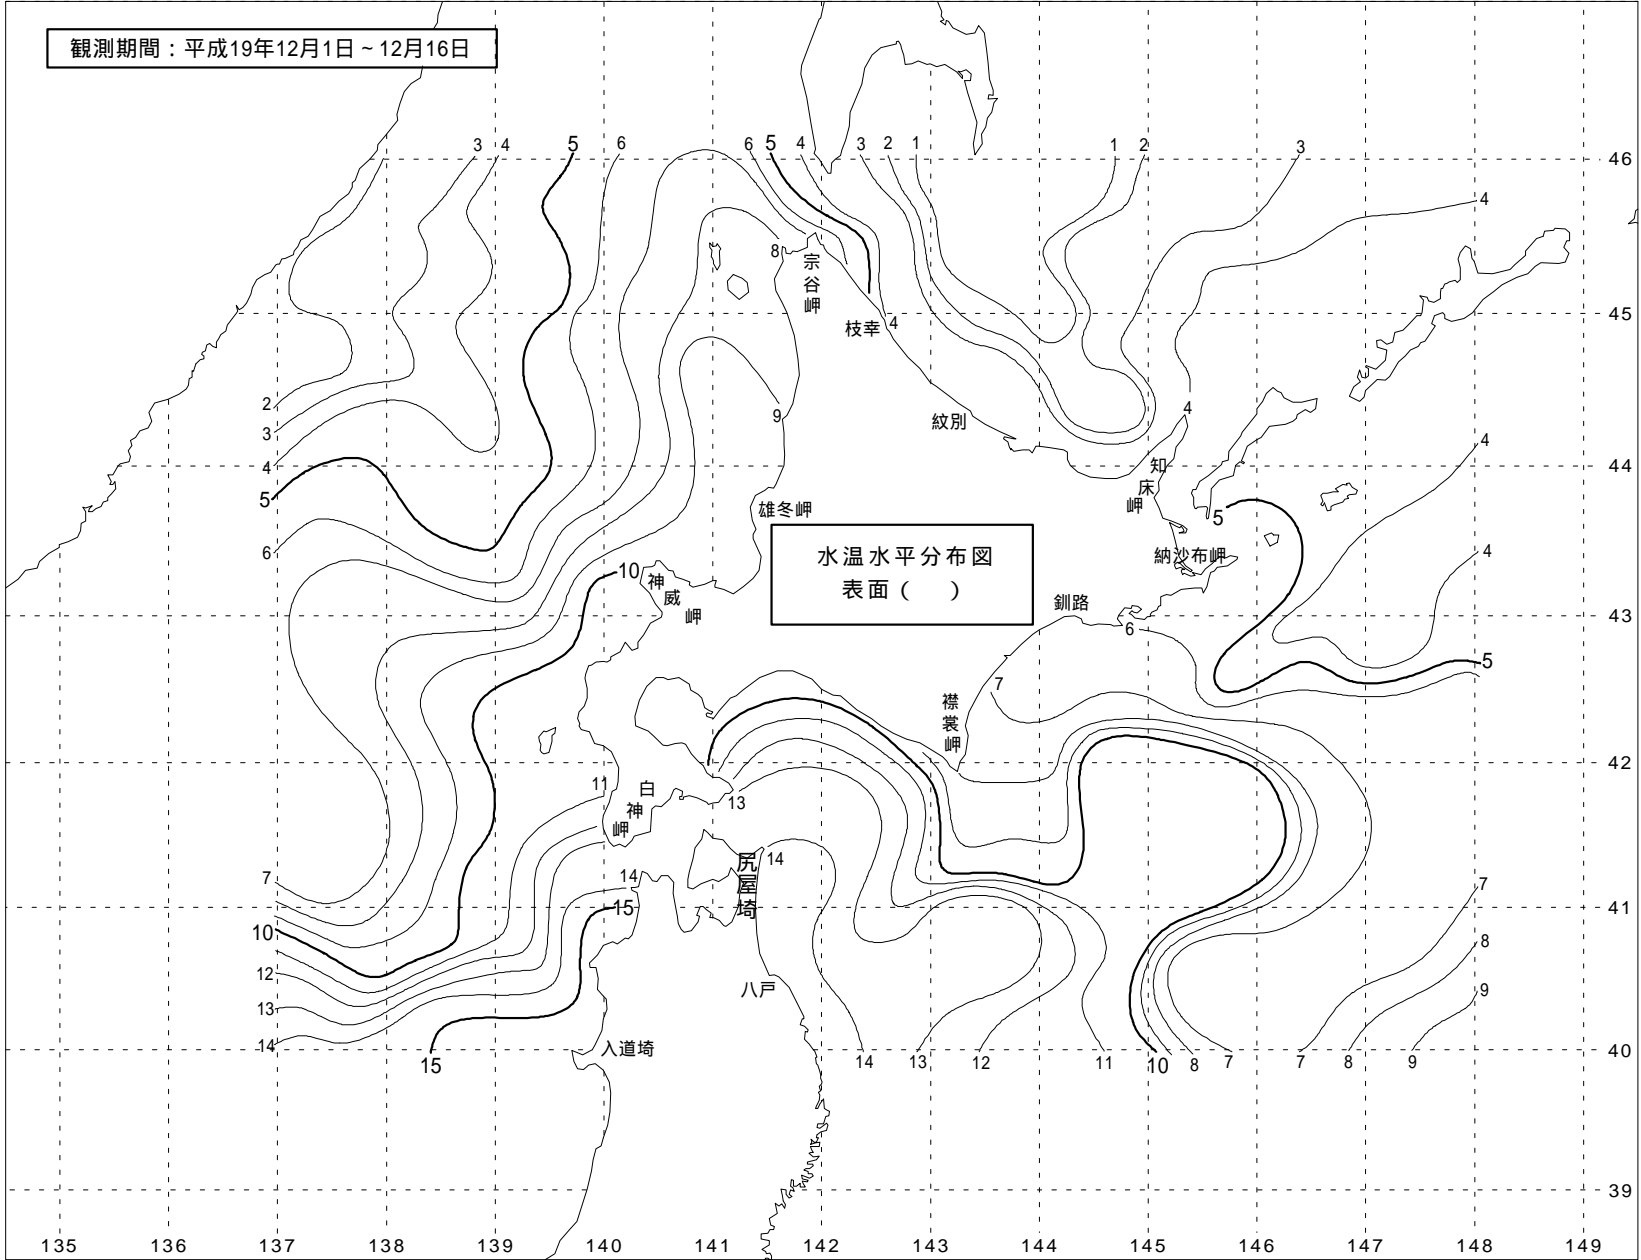 観測期間：平成19年12月1日～12月16日
3 4 5 6 6 5 4 3 2 1 1 2 3
46
4
8
宗谷岬
枝幸 4
45
2
3
4
5
6
9
紋別
4
4
44
雄冬岬
知床岬
5
水温水平分布図
表面（　）
納沙布岬
4
10
神威岬
釧路
6
43
5
7
襟裳岬
42
11
白神岬
13
尻屋埼
14
14
15
7
7
41
10
8
12
八戸
9
13
14
入道埼
40
15
14 13 12 11 10 8 7 7 8 9
39
135 136 137 138 139 140 141 142 143 144 145 146 147 148 149